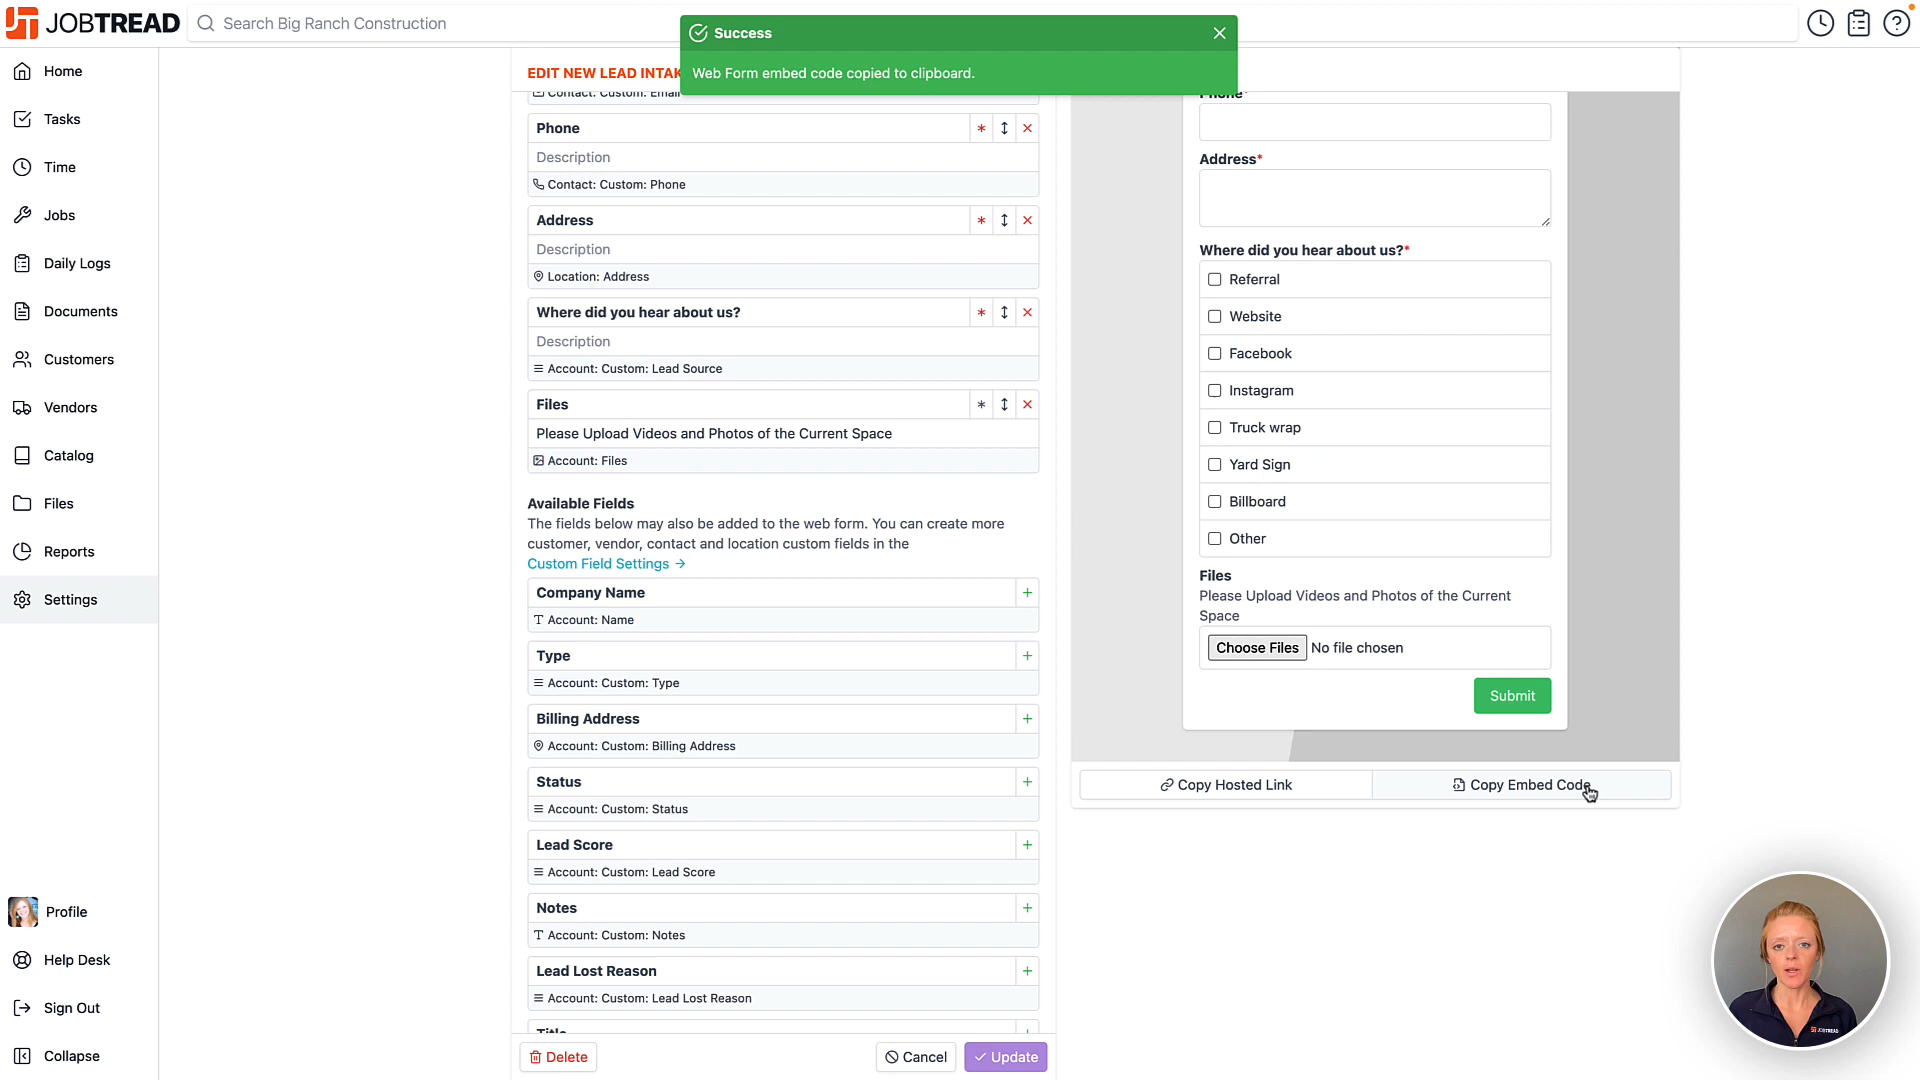 JOBTREAD
Search Big Ranch Construction
Success
Web Form embed code copied to clipboard.
Home
Tasks
Time
Jobs
Daily Logs
Documents
Customers
Vendors
Catalog
Files
Reports
Settings
Profile
Help Desk
Sign Out
Collapse
EDIT NEW LEAD INTAK
Contact: Custom: Email
Phone
*
Description
Contact: Custom: Phone
Address
*
Description
Location: Address
Where did you hear about us?
*
Description
Account: Custom: Lead Source
Files
*
Please Upload Videos and Photos of the Current Space
Account: Files
Available Fields
The fields below may also be added to the web form. You can create more
customer, vendor, contact and location custom fields in the
Custom Field Settings →
Company Name
Account: Name
Type
Account: Custom: Type
Billing Address
Account: Custom: Billing Address
Status
Account: Custom: Status
Lead Score
Account: Custom: Lead Score
Notes
Account: Custom: Notes
Lead Lost Reason
Account: Custom: Lead Lost Reason
Title
Delete
Cancel
Update
Phone*
Address*
Where did you hear about us?*
Referral
Website
Facebook
Instagram
Truck wrap
Yard Sign
Billboard
Other
Files
Please Upload Videos and Photos of the Current
Space
Choose Files No file chosen
Submit
Copy Hosted Link
Copy Embed Code
JOBTREAD